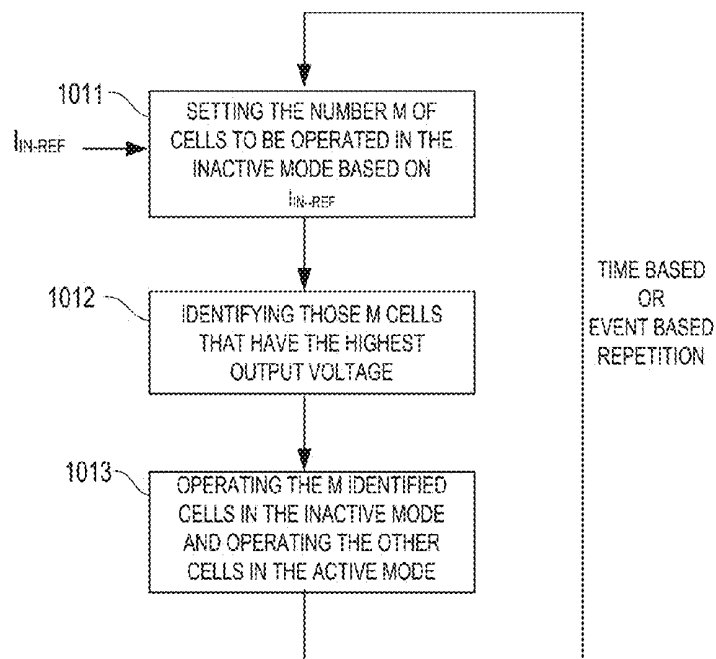 1011
I_IN-REF
SETTING THE NUMBER M OF
CELLS TO BE OPERATED IN THE
INACTIVE MODE BASED ON
I_IN-REF
1012
IDENTIFYING THOSE M CELLS
THAT HAVE THE HIGHEST
OUTPUT VOLTAGE
TIME BASED
OR
EVENT BASED
REPETITION
1013
OPERATING THE M IDENTIFIED
CELLS IN THE INACTIVE MODE
AND OPERATING THE OTHER
CELLS IN THE ACTIVE MODE